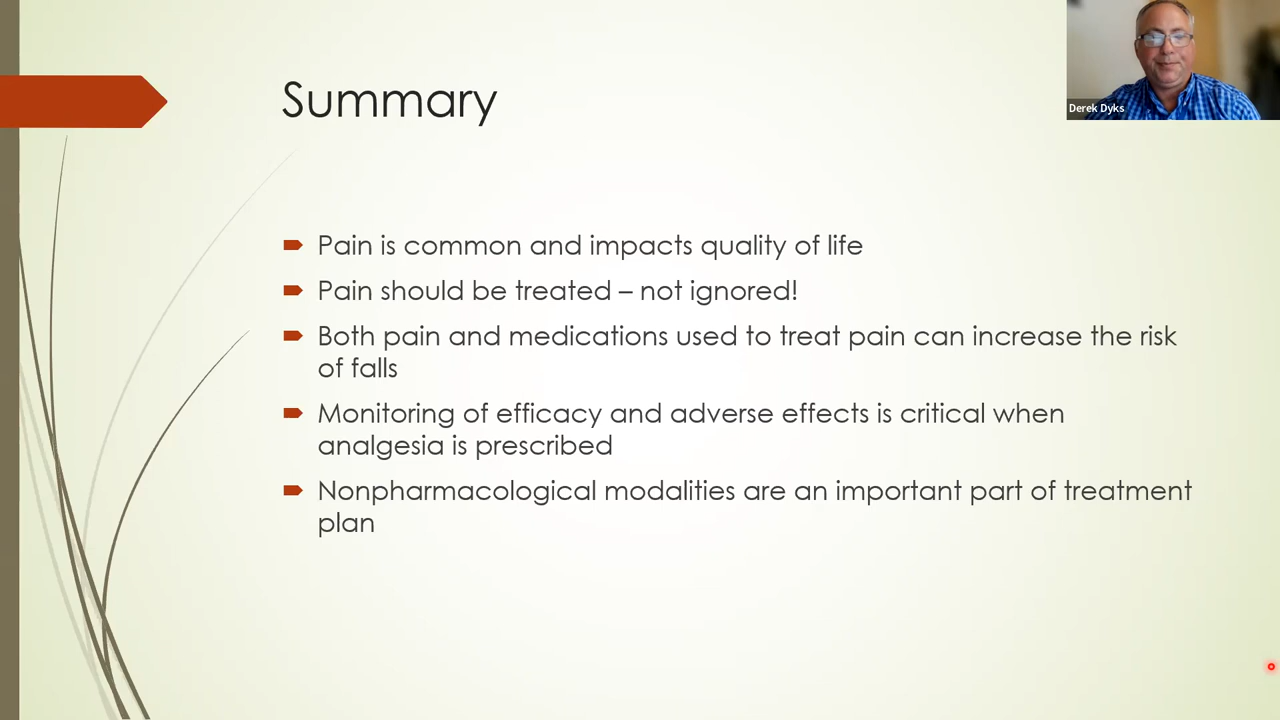 Summary
Derek Dyks
Pain is common and impacts quality of life
Pain should be treated – not ignored!
Both pain and medications used to treat pain can increase the risk
of falls
Monitoring of efficacy and adverse effects is critical when
analgesia is prescribed
Nonpharmacological modalities are an important part of treatment
plan